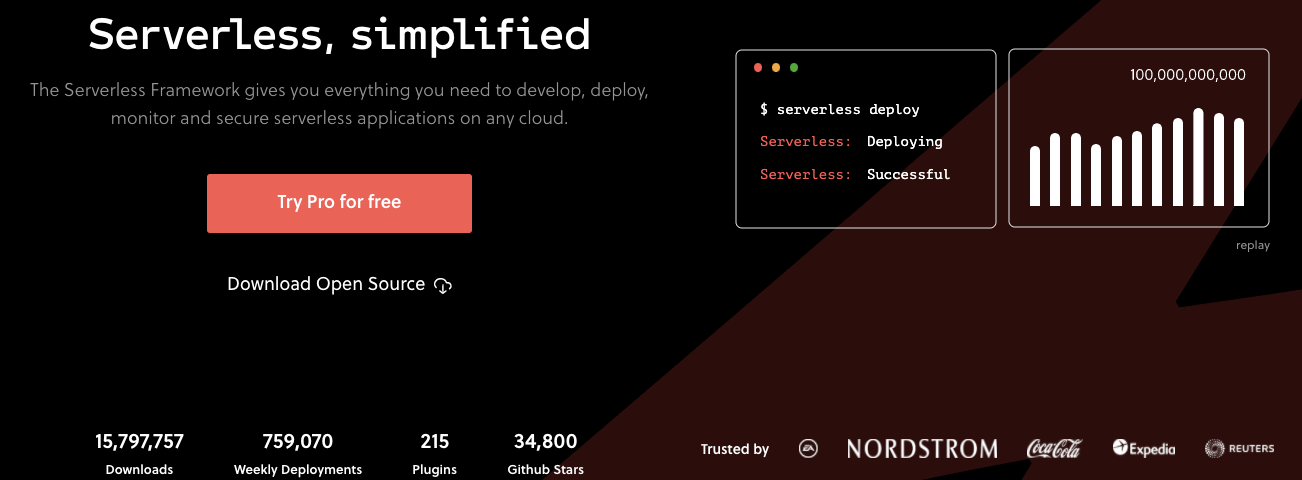 Serverless, simplified
The Serverless Framework gives you everything you need to develop, deploy,
monitor and secure serverless applications on any cloud.
Try Pro for free
Download Open Source
$ serverless deploy
Serverless: Deploying
Serverless: Successful
100,000,000,000
replay
15,797,757
Downloads
759,070
Weekly Deployments
215
Plugins
34,800
Github Stars
Trusted by
EA
NORDSTROM
Coca-Cola
Expedia
REUTERS